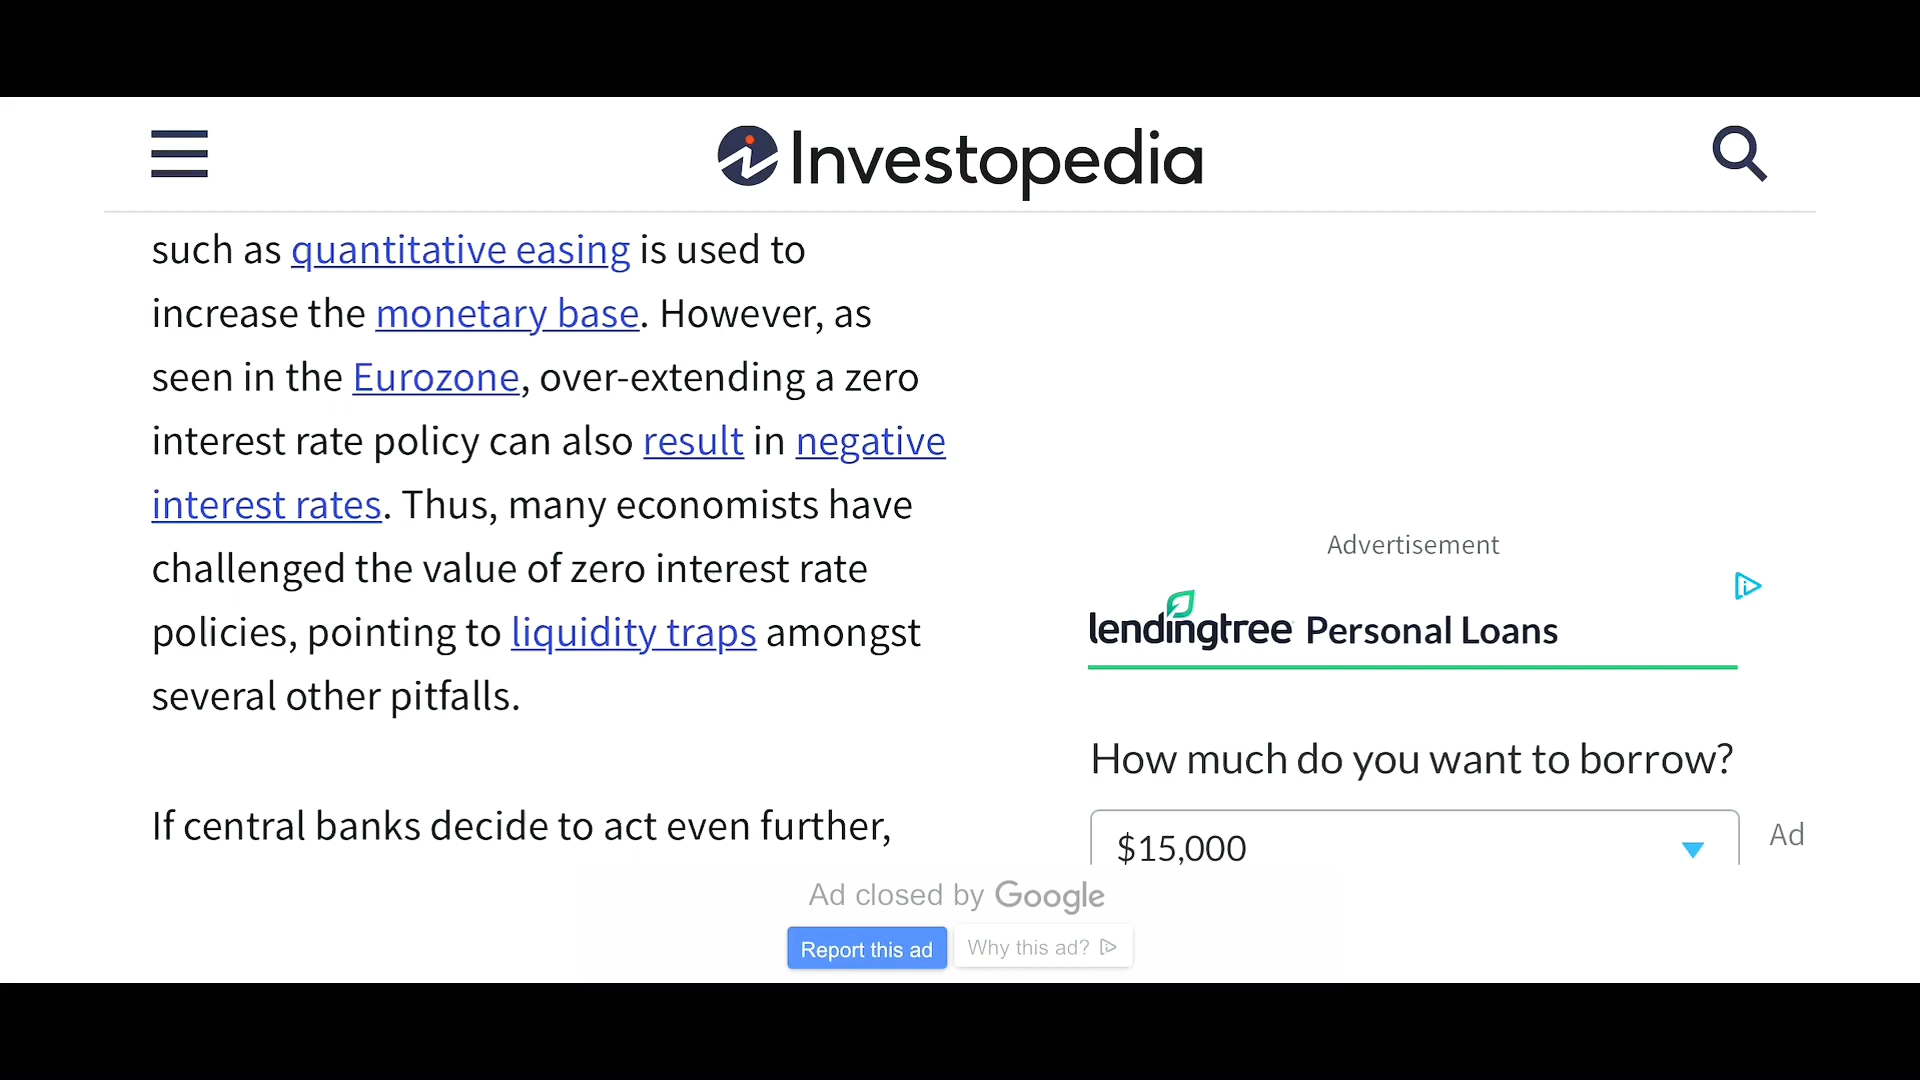 Investopedia
such as quantitative easing is used to
increase the monetary base. However, as
seen in the Eurozone, over-extending a zero
interest rate policy can also result in negative
interest rates. Thus, many economists have
challenged the value of zero interest rate
policies, pointing to liquidity traps amongst
several other pitfalls.
If central banks decide to act even further,
Advertisement
lendingtree Personal Loans
How much do you want to borrow?
$15,000
Ad
Ad closed by Google
Report this ad
Why this ad?